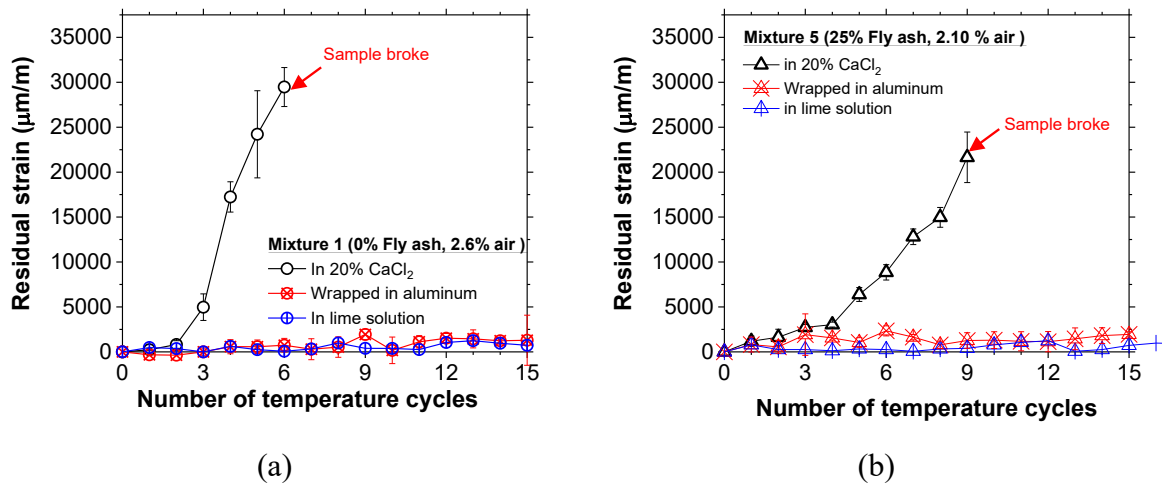 35000
30000
25000
20000
15000
10000
5000
0
Residual strain (μm/m)
Sample broke
Mixture 1 (0% Fly ash, 2.6% air )
In 20% CaCl₂
Wrapped in aluminum
In lime solution
0 3 6 9 12 15
Number of temperature cycles
(a)
35000
30000
25000
20000
15000
10000
5000
0
Residual strain (μm/m)
Mixture 5 (25% Fly ash, 2.10 % air )
in 20% CaCl₂
Wrapped in aluminum
in lime solution
Sample broke
0 3 6 9 12 15
Number of temperature cycles
(b)